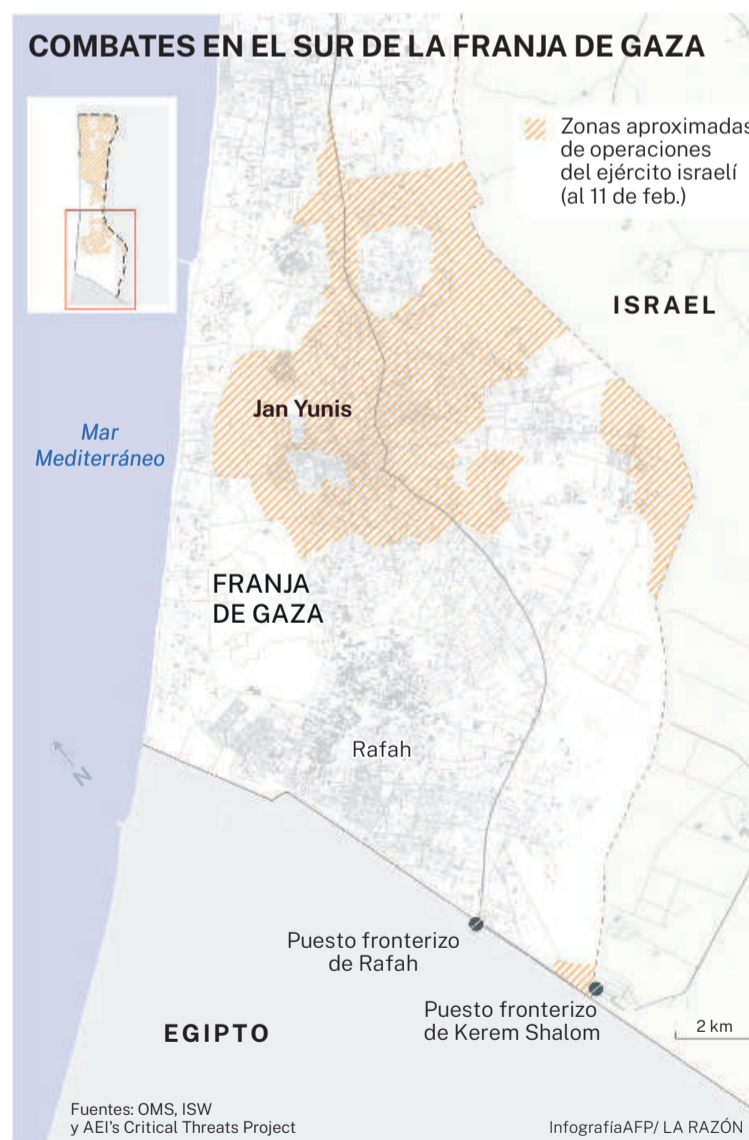 COMBATES EN EL SUR DE LA FRANJA DE GAZA
Zonas aproximadas
de operaciones
del ejército israelí
(al 11 de feb.)
ISRAEL
Jan Yunis
Mar
Mediterráneo
FRANJA
DE GAZA
Rafah
N
Puesto fronterizo
de Rafah
Puesto fronterizo
de Kerem Shalom
2 km
EGIPTO
Fuentes: OMS, ISW
y AEI's Critical Threats Project
InfografíaAFP/ LA RAZÓN